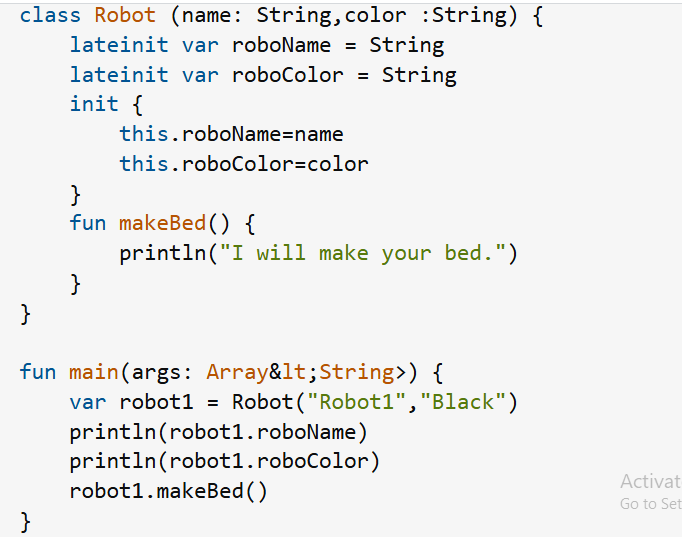 class Robot (name: String,color :String) {
    lateinit var roboName = String
    lateinit var roboColor = String
    init {
        this.roboName=name
        this.roboColor=color
    }
    fun makeBed() {
        println("I will make your bed.")
    }
}

fun main(args: Array&lt;String>) {
    var robot1 = Robot("Robot1","Black")
    println(robot1.roboName)
    println(robot1.roboColor)
    robot1.makeBed()
}
Activat
Go to Set